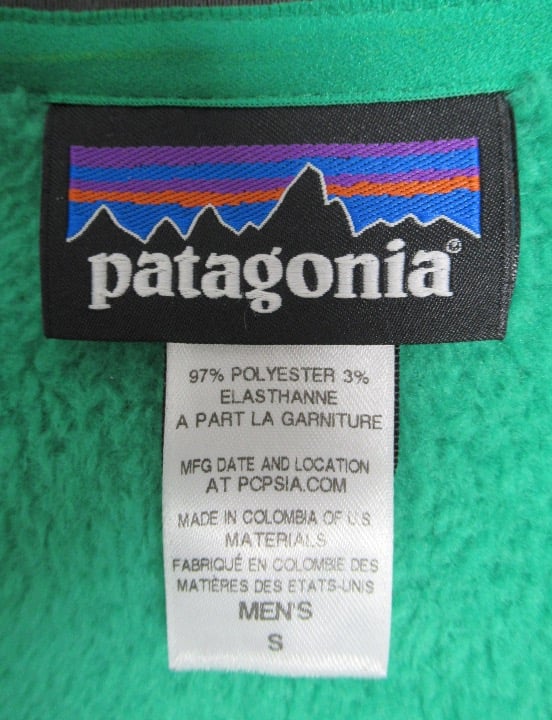 patagonia®
97% POLYESTER 3%
ELASTHANNE
A PART LA GARNITURE
MFG DATE AND LOCATION
AT PCPSIA.COM
MADE IN COLOMBIA OF U.S.
MATERIALS
FABRIQUÉ EN COLOMBIE DES
MATIÈRES DES ETATS-UNIS
MEN'S
S